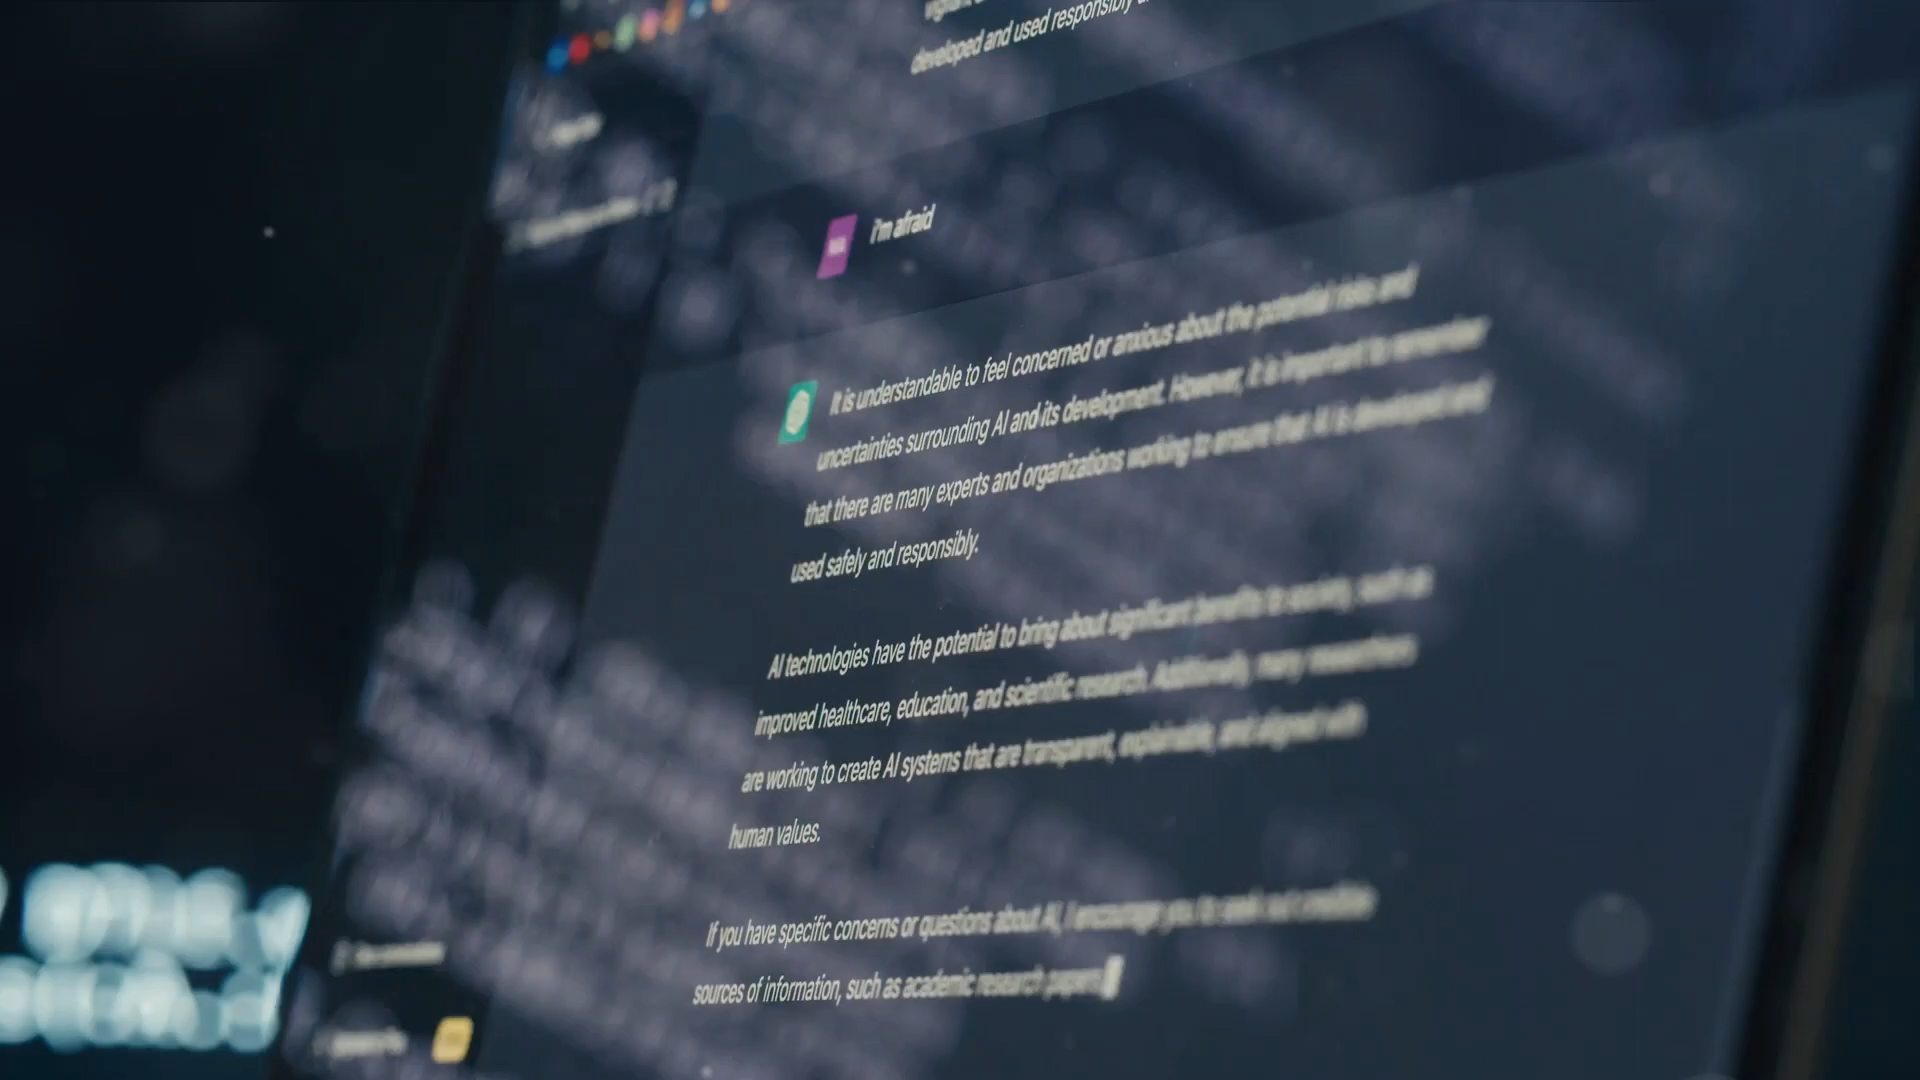 developed and used responsibly
i'm afraid
It is understandable to feel concerned or anxious about the potential risks and
uncertainties surrounding AI and its development. However, it is important to remember
that there are many experts and organizations working to ensure that AI is developed and
used safely and responsibly.
AI technologies have the potential to bring about significant benefits to society, such as
improved healthcare, education, and scientific research. Additionally, many researchers
are working to create AI systems that are transparent, explainable, and aligned with
human values.
If you have specific concerns or questions about AI, I encourage you to seek out credible
sources of information, such as academic research papers